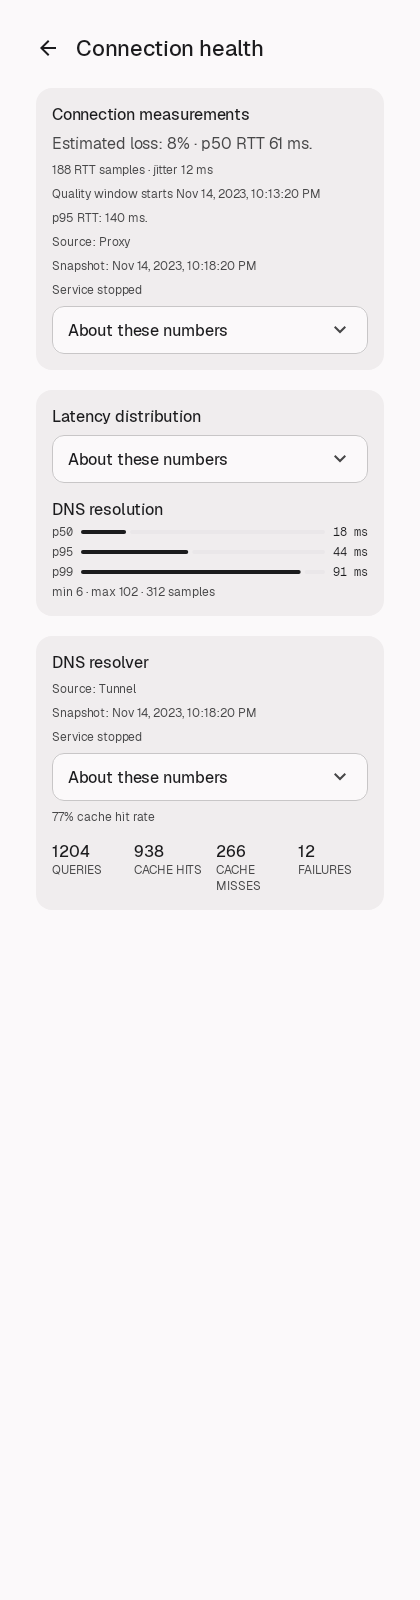 Connection health
Connection measurements
Estimated loss: 8% · p50 RTT 61 ms.
188 RTT samples · jitter 12 ms
Quality window starts Nov 14, 2023, 10:13:20 PM
p95 RTT: 140 ms.
Source: Proxy
Snapshot: Nov 14, 2023, 10:18:20 PM
Service stopped
About these numbers
Latency distribution
About these numbers
DNS resolution
p50 18 ms
p95 44 ms
p99 91 ms
min 6 · max 102 · 312 samples
DNS resolver
Source: Tunnel
Snapshot: Nov 14, 2023, 10:18:20 PM
Service stopped
About these numbers
77% cache hit rate
1204 938 266 12
QUERIES CACHE HITS CACHE FAILURES
MISSES